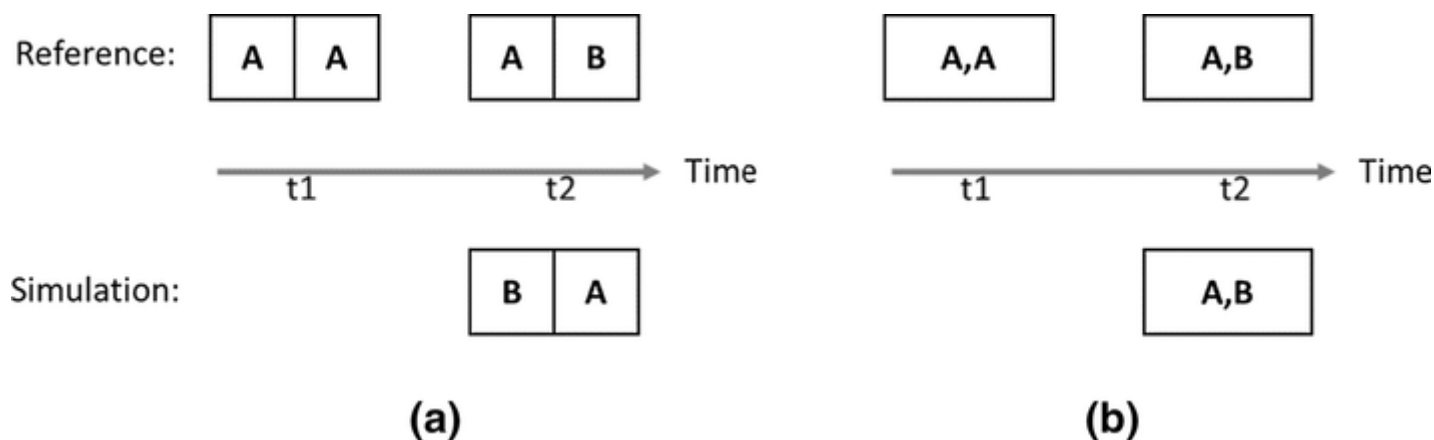 Reference: A A A B A,A A,B
Time Time
t1 t2 t1 t2
Simulation: B A A,B
(a) (b)